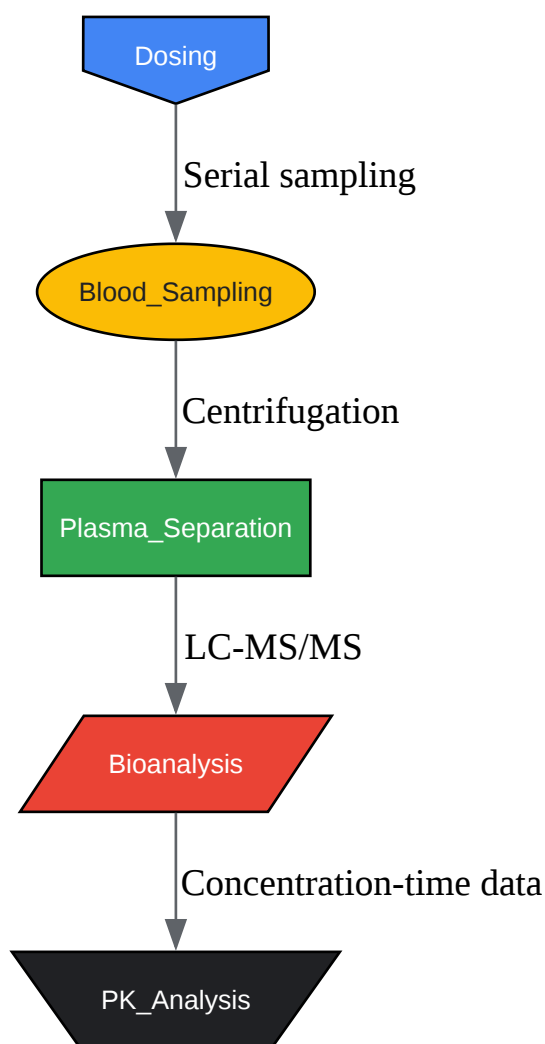 Dosing
Serial sampling
Blood_Sampling
Centrifugation
Plasma_Separation
LC-MS/MS
Bioanalysis
Concentration-time data
PK_Analysis